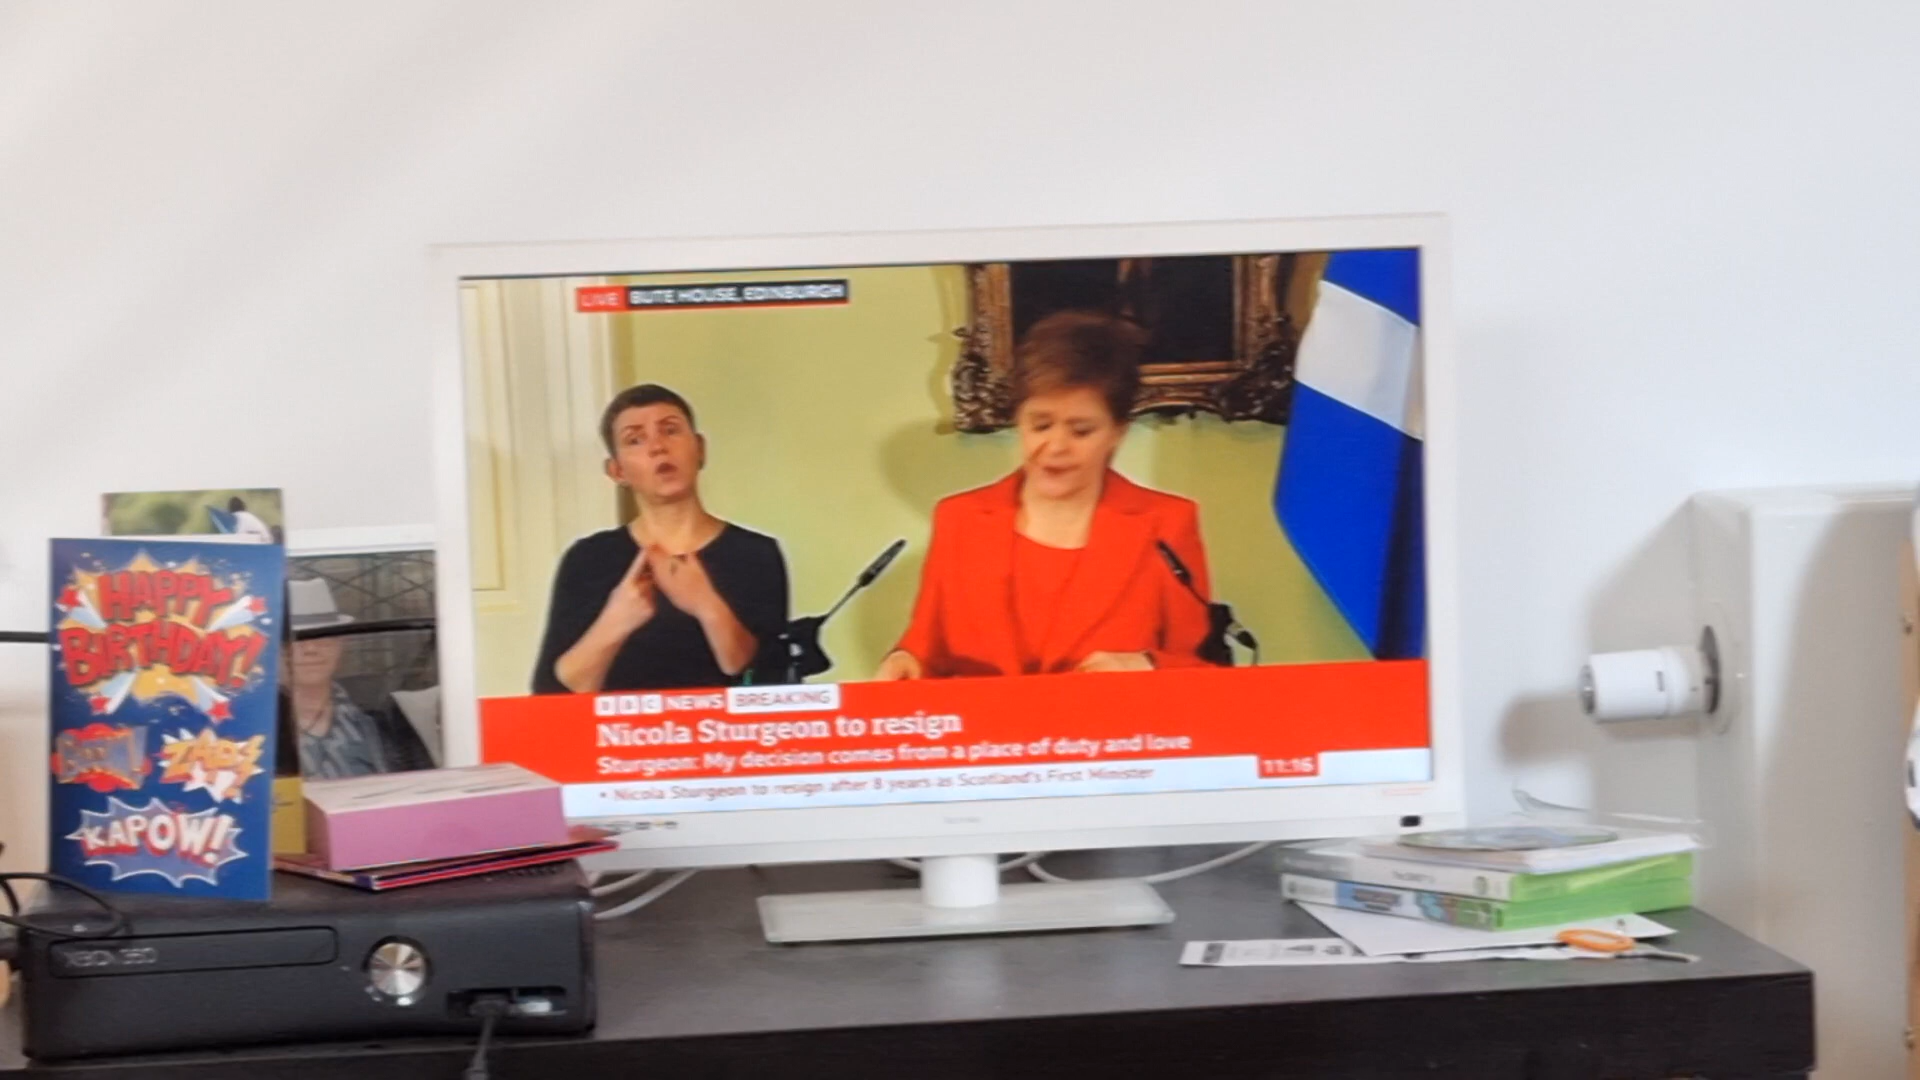 LIVE BUTE HOUSE, EDINBURGH
BBC NEWS BREAKING
Nicola Sturgeon to resign
Sturgeon: My decision comes from a place of duty and love
11:16
• Nicola Sturgeon to resign after 8 years as Scotland's First Minister
HAPPY
BIRTHDAY!
KAPOW!
XBOX 360